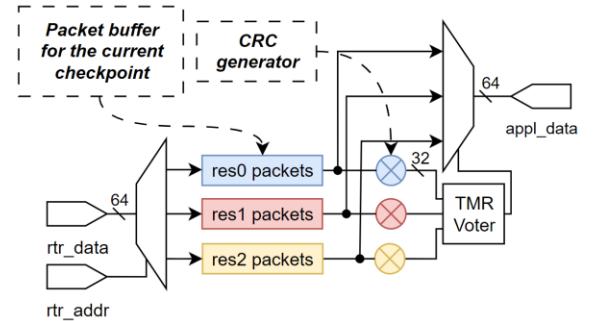 Packet buffer
for the current
checkpoint
CRC
generator
64
appl_data
res0 packets
32
64
res1 packets
TMR
Voter
rtr_data
res2 packets
rtr_addr